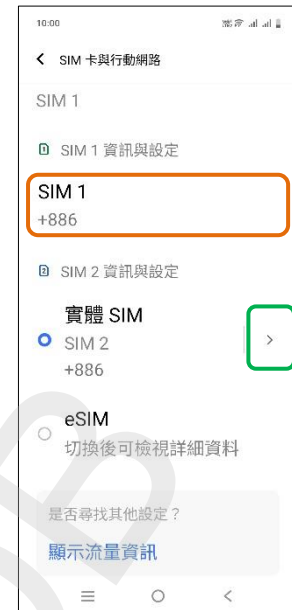 10:00
SIM 卡與行動網路
SIM 1
1 SIM 1 資訊與設定
SIM 1
+886
2 SIM 2 資訊與設定
實體 SIM
SIM 2
+886
eSIM
切換後可檢視詳細資料
是否尋找其他設定？
顯示流量資訊